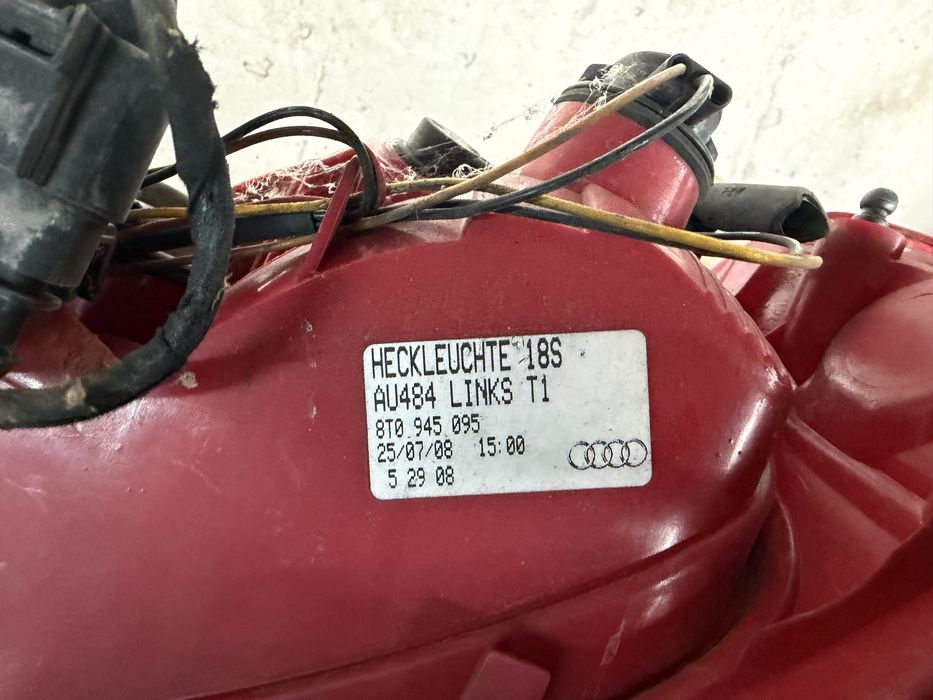 HECKLEUCHTE 18S
AU484 LINKS T1
8T0 945 095
25/07/08 15:00
5 29 08